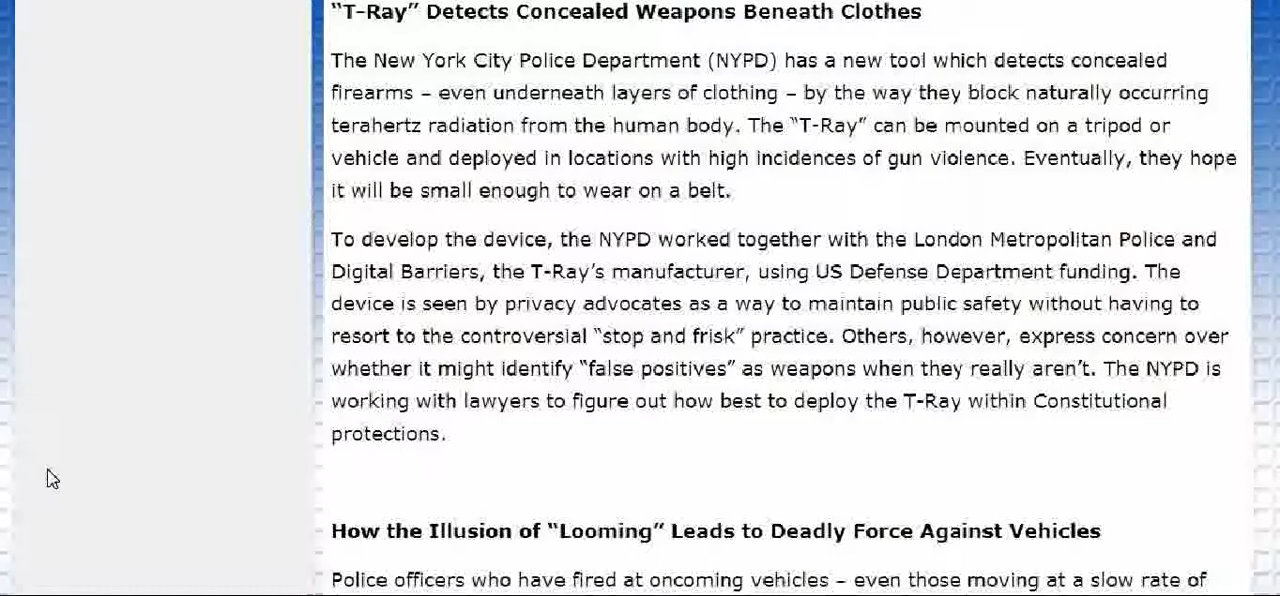 “T-Ray” Detects Concealed Weapons Beneath Clothes
The New York City Police Department (NYPD) has a new tool which detects concealed
firearms – even underneath layers of clothing – by the way they block naturally occurring
terahertz radiation from the human body. The “T-Ray” can be mounted on a tripod or
vehicle and deployed in locations with high incidences of gun violence. Eventually, they hope
it will be small enough to wear on a belt.
To develop the device, the NYPD worked together with the London Metropolitan Police and
Digital Barriers, the T-Ray’s manufacturer, using US Defense Department funding. The
device is seen by privacy advocates as a way to maintain public safety without having to
resort to the controversial “stop and frisk” practice. Others, however, express concern over
whether it might identify “false positives” as weapons when they really aren’t. The NYPD is
working with lawyers to figure out how best to deploy the T-Ray within Constitutional
protections.
How the Illusion of “Looming” Leads to Deadly Force Against Vehicles
Police officers who have fired at oncoming vehicles – even those moving at a slow rate of